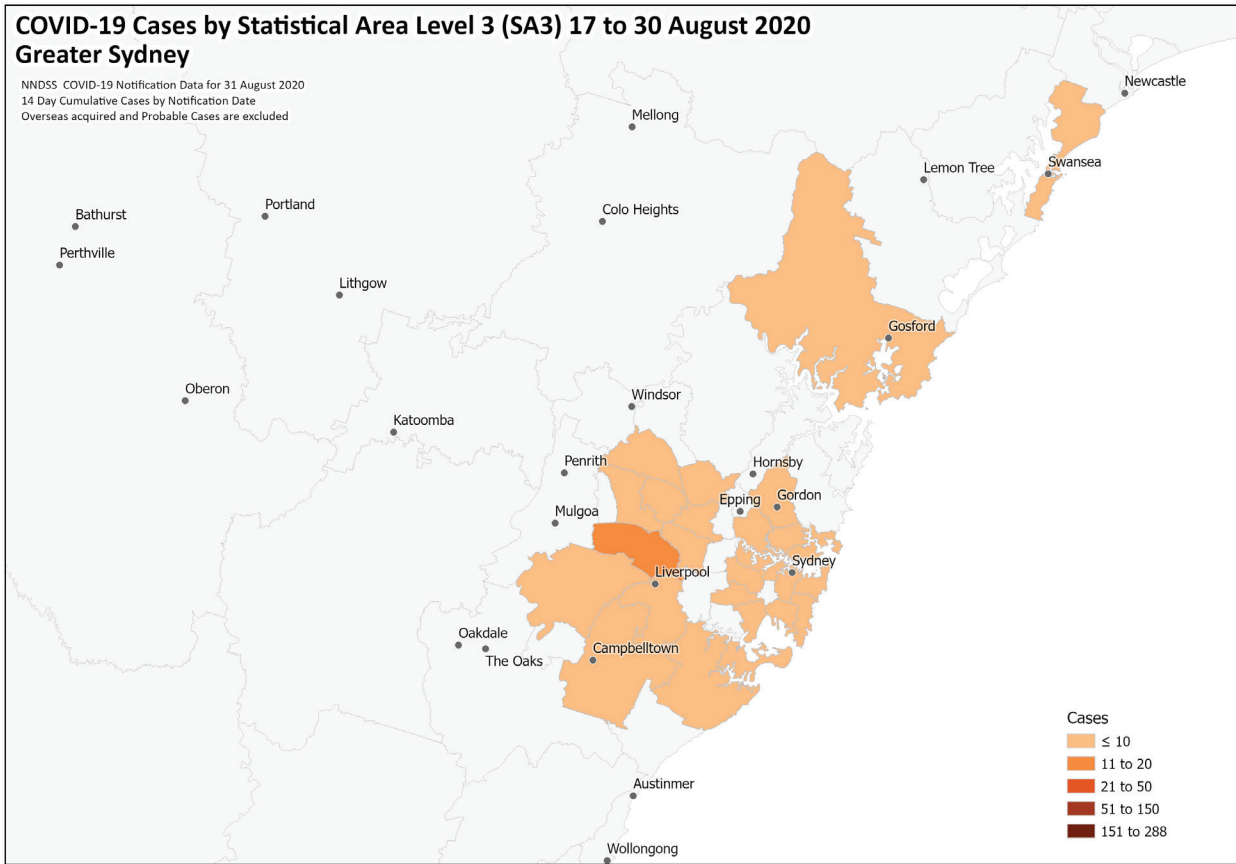 COVID-19 Cases by Statistical Area Level 3 (SA3) 17 to 30 August 2020
Greater Sydney
NNDSS COVID-19 Notification Data for 31 August 2020
14 Day Cumulative Cases by Notification Date
Overseas acquired and Probable Cases are excluded
Newcastle
Mellong
Swansea
Lemon Tree
Portland
Colo Heights
Bathurst
Perthville
Lithgow
Gosford
Oberon
Windsor
Katoomba
Penrith
Hornsby
Gordon
Epping
Mulgoa
Sydney
Liverpool
Oakdale
The Oaks
Campbelltown
Austinmer
Wollongong
Cases
≤ 10
11 to 20
21 to 50
51 to 150
151 to 288